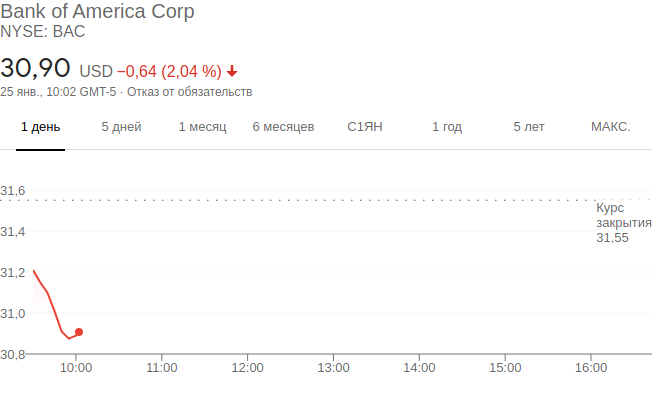 Bank of America Corp
NYSE: BAC
30,90 USD −0,64 (2,04 %)
25 янв., 10:02 GMT-5 · Отказ от обязательств
1 день 5 дней 1 месяц 6 месяцев С1ЯН 1 год 5 лет МАКС.
31,6
Курс
закрытия
31,55
31,4
31,2
31,0
30,8
10:00 11:00 12:00 13:00 14:00 15:00 16:00